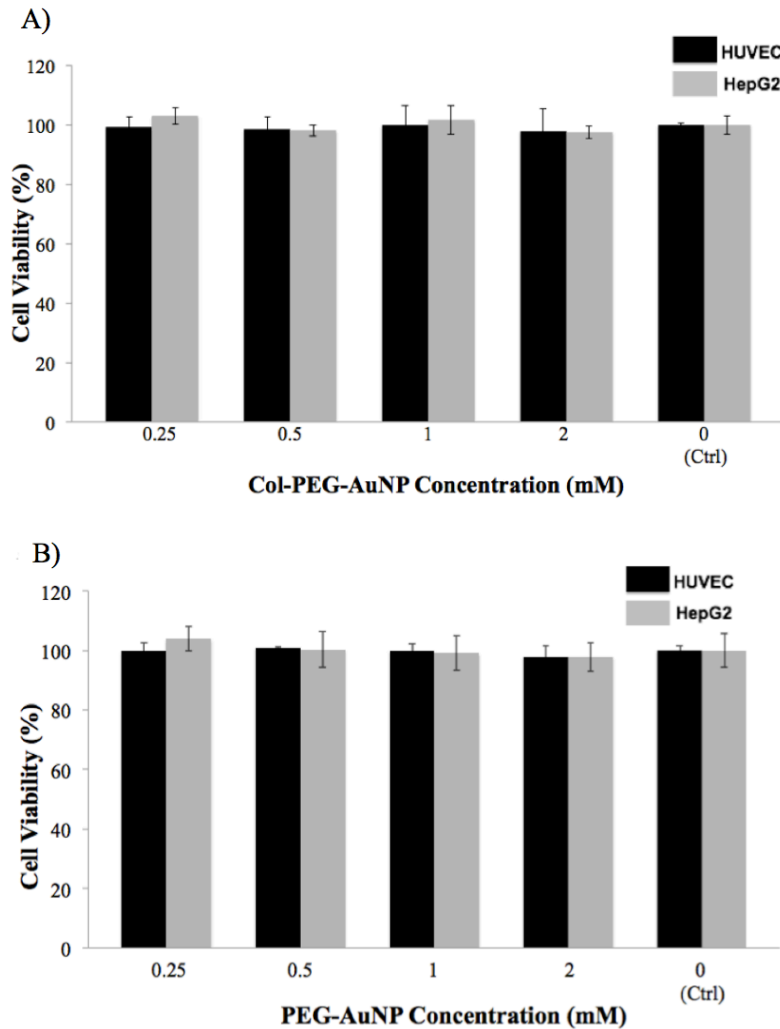 A)
HUVEC
HepG2
120
100
80
60
40
20
0
Cell Viability (%)
0.25 0.5 1 2 0
(Ctrl)
Col-PEG-AuNP Concentration (mM)
B)
HUVEC
HepG2
120
100
80
60
40
20
0
Cell Viability (%)
0.25 0.5 1 2 0
(Ctrl)
PEG-AuNP Concentration (mM)